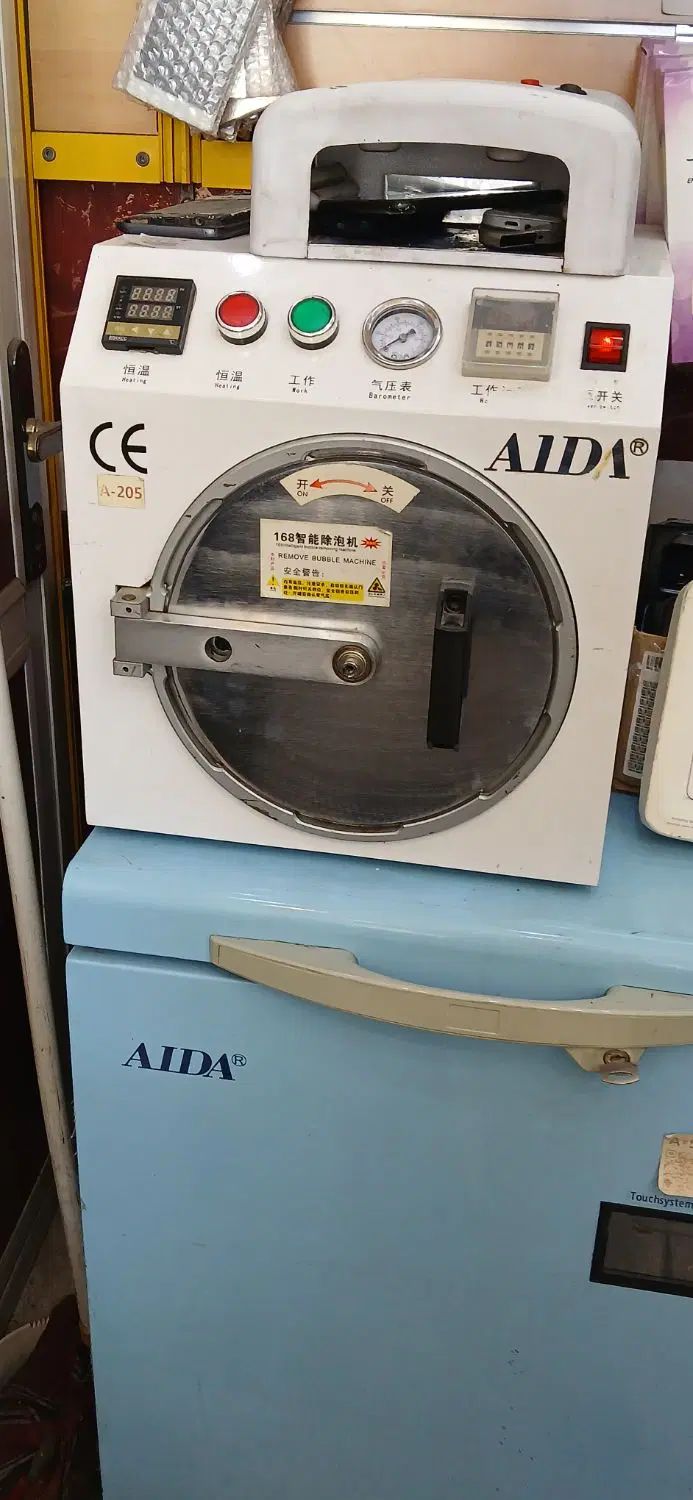 恒温
Heating
恒温
Heating
工作
Work
气压表
Barometer
工作
开关
CE
A-205
AIDA®
开
ON
关
OFF
168智能除泡机
REMOVE BUBBLE MACHINE
安全警告:
AIDA®
Touchsystem